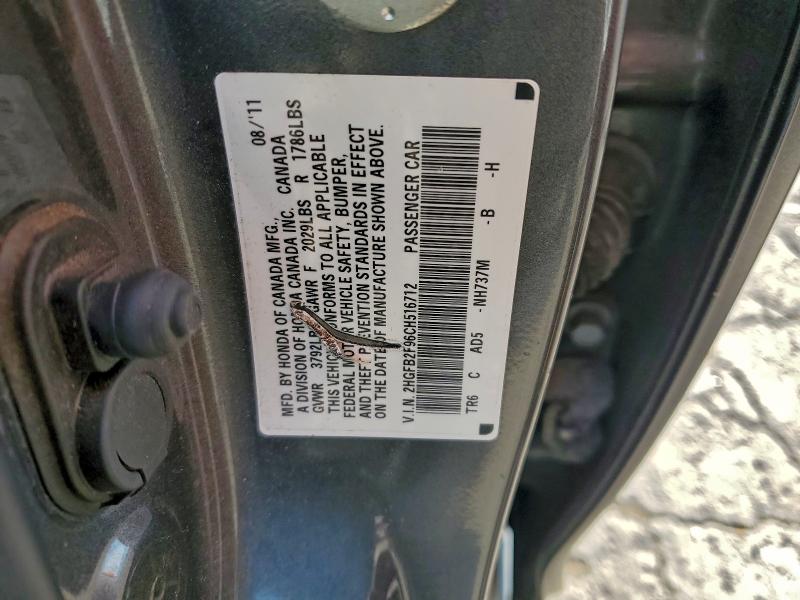 MFD. BY HONDA OF CANADA MFG., 08/'11
A DIVISION OF HONDA CANADA INC. CANADA
GVWR 3792LBS GAWR F 2029LBS R 1786LBS
THIS VEHICLE CONFORMS TO ALL APPLICABLE
FEDERAL MOTOR VEHICLE SAFETY, BUMPER,
AND THEFT PREVENTION STANDARDS IN EFFECT
ON THE DATE OF MANUFACTURE SHOWN ABOVE.
V.I.N. 2HGFB2F96CH516712 PASSENGER CAR
TR6 C AD5 -NH737M -B -H